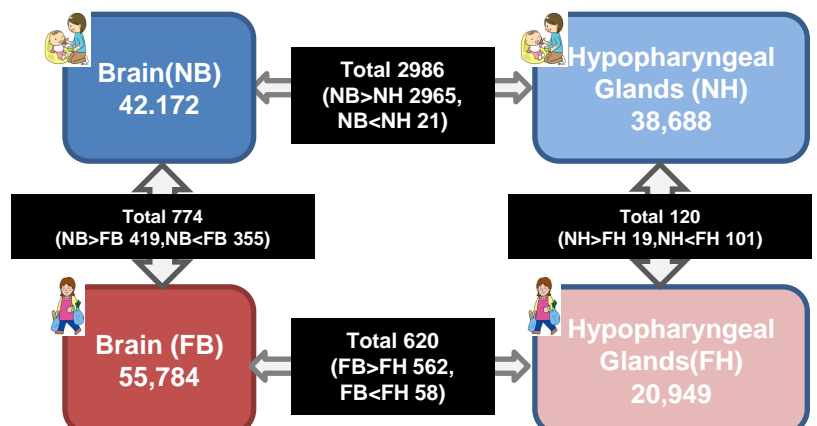 Brain(NB)
42.172
Total 2986
(NB>NH 2965,
NB<NH 21)
Hypopharyngeal
Glands (NH)
38,688
Total 774
(NB>FB 419,NB<FB 355)
Total 120
(NH>FH 19,NH<FH 101)
Brain (FB)
55,784
Total 620
(FB>FH 562,
FB<FH 58)
Hypopharyngeal
Glands(FH)
20,949